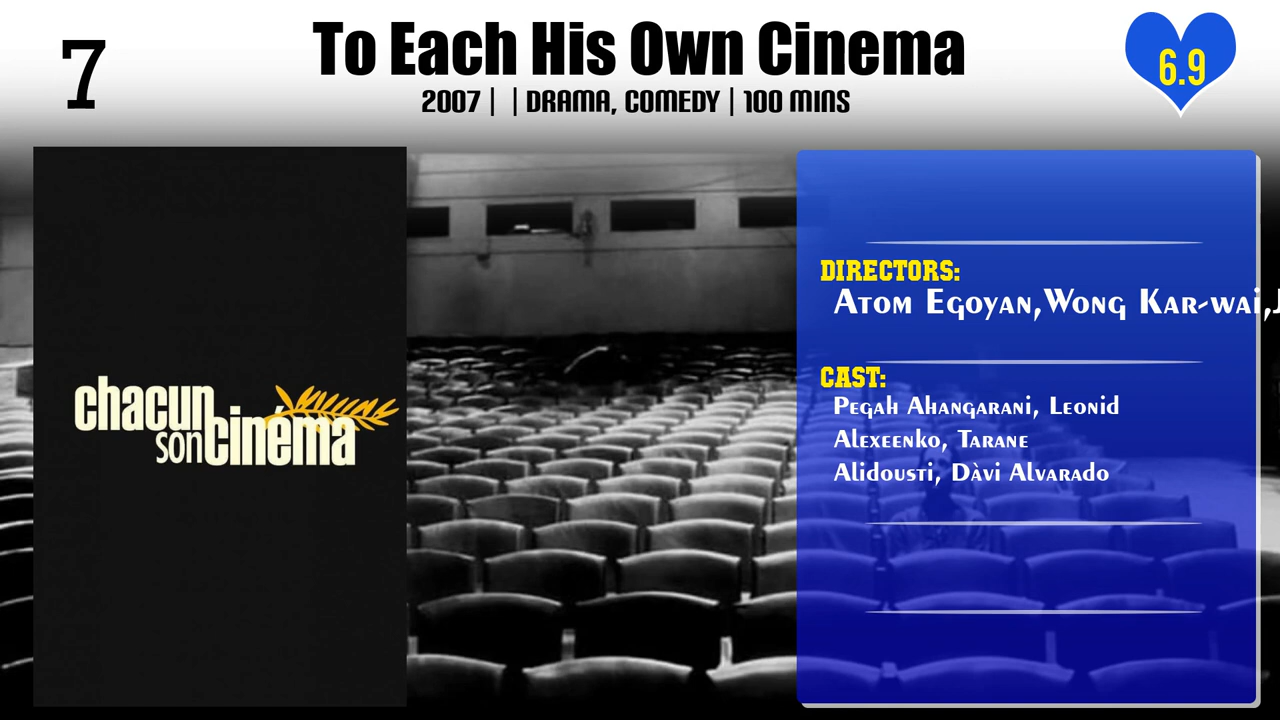 7
To Each His Own Cinema
2007 | | DRAMA, COMEDY | 100 MINS
6.9
chacun
son cinéma
DIRECTORS:
Atom Egoyan,Wong Kar-wai,
CAST:
Pegah Ahangarani, Leonid
Alexeenko, Tarane
Alidousti, Dàvi Alvarado